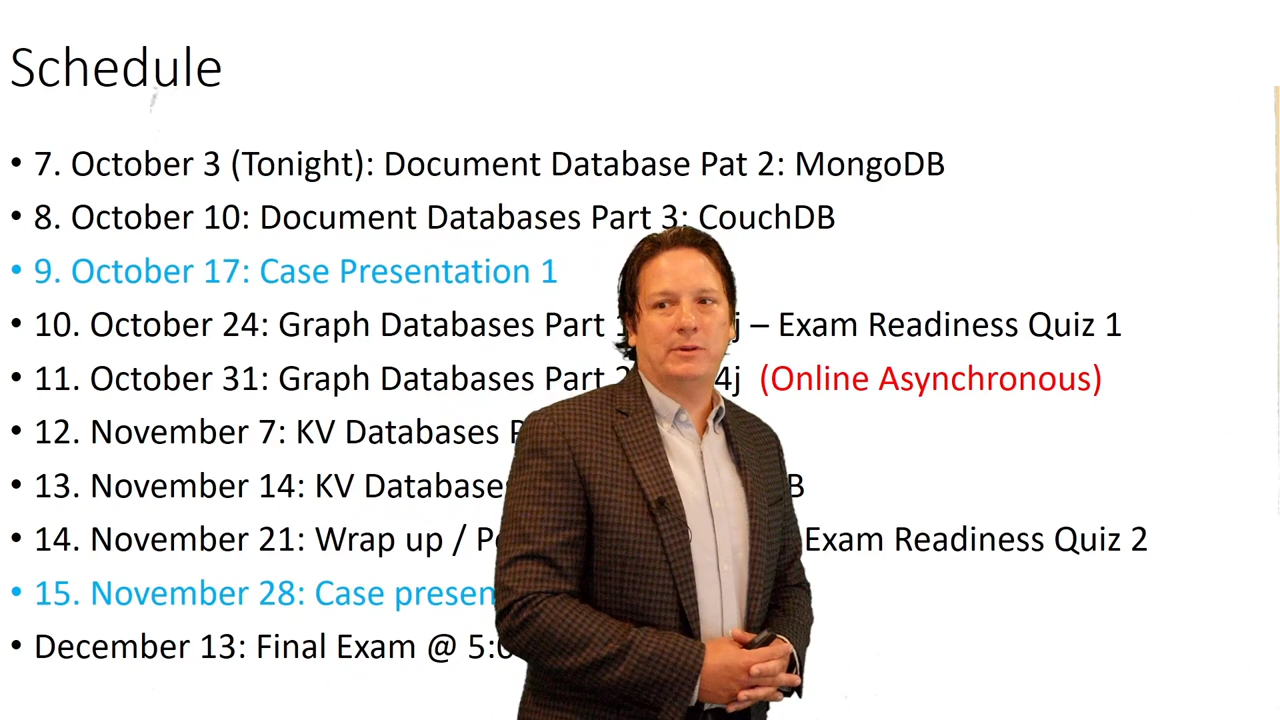 Schedule
• 7. October 3 (Tonight): Document Database Pat 2: MongoDB
• 8. October 10: Document Databases Part 3: CouchDB
• 9. October 17: Case Presentation 1
• 10. October 24: Graph Databases Part – Exam Readiness Quiz 1
• 11. October 31: Graph Databases Part (Online Asynchronous)
• 12. November 7: KV Databases
• 13. November 14: KV
• 14. November 21: Wrap up / Exam Readiness Quiz 2
• 15. November 28: Case
• December 13: Final Exam @